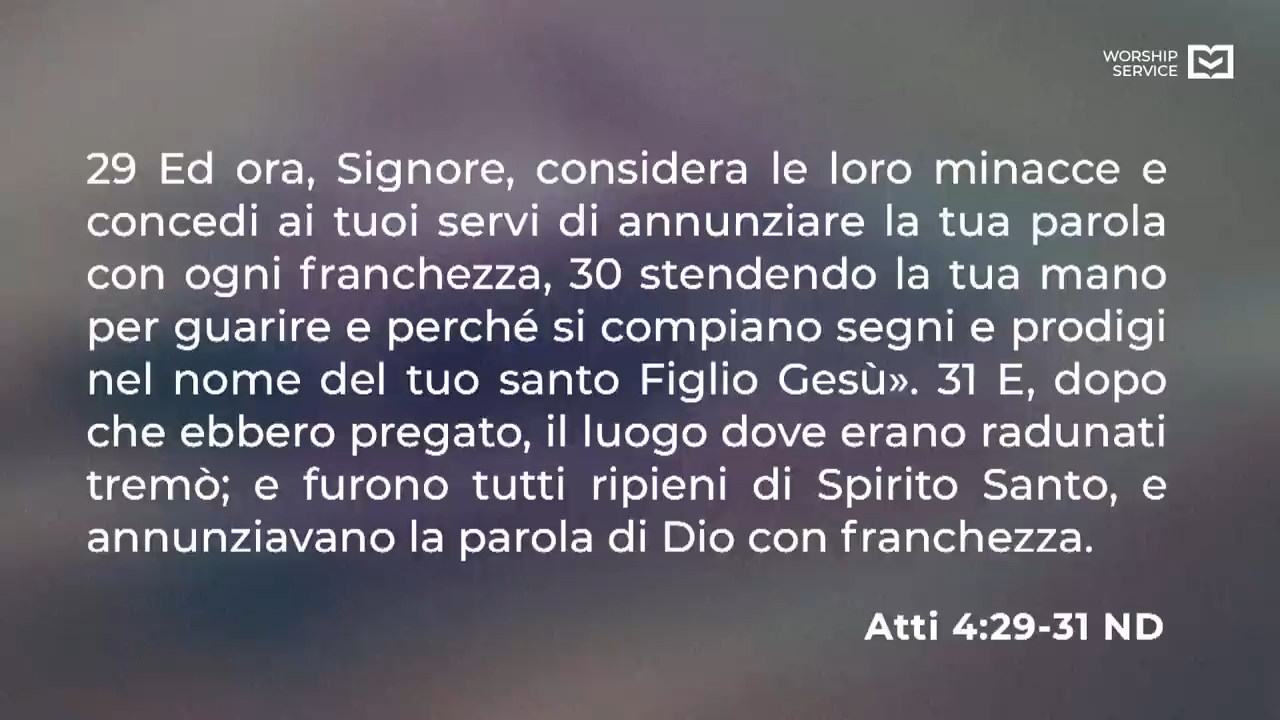 WORSHIP
SERVICE
29 Ed ora, Signore, considera le loro minacce e
concedi ai tuoi servi di annunziare la tua parola
con ogni franchezza, 30 stendendo la tua mano
per guarire e perché si compiano segni e prodigi
nel nome del tuo santo Figlio Gesù». 31 E, dopo
che ebbero pregato, il luogo dove erano radunati
tremò; e furono tutti ripieni di Spirito Santo, e
annunziavano la parola di Dio con franchezza.
Atti 4:29-31 ND